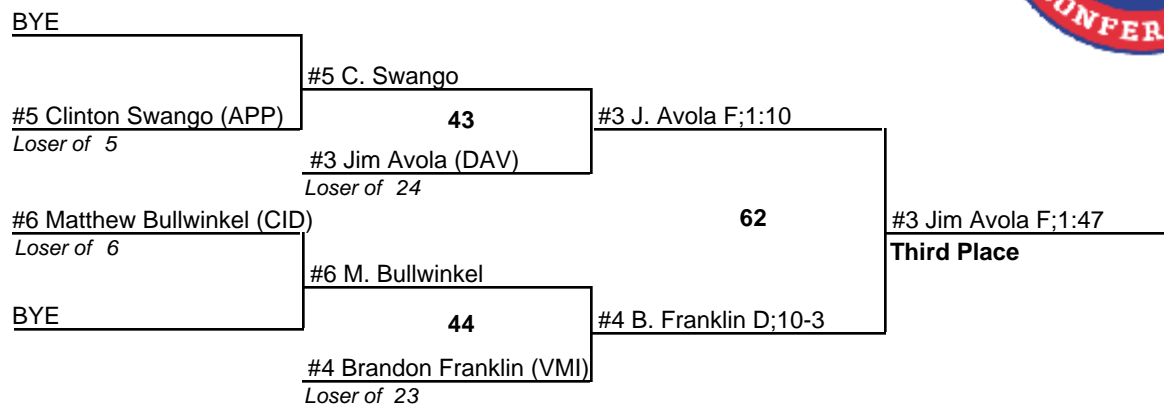 BYE
#5 C. Swango
#5 Clinton Swango (APP)
43
#3 J. Avola F;1:10
Loser of 5
#3 Jim Avola (DAV)
Loser of 24
#6 Matthew Bullwinkel (CID)
62
#3 Jim Avola F;1:47
Loser of 6
Third Place
#6 M. Bullwinkel
BYE
44
#4 B. Franklin D;10-3
#4 Brandon Franklin (VMI)
Loser of 23